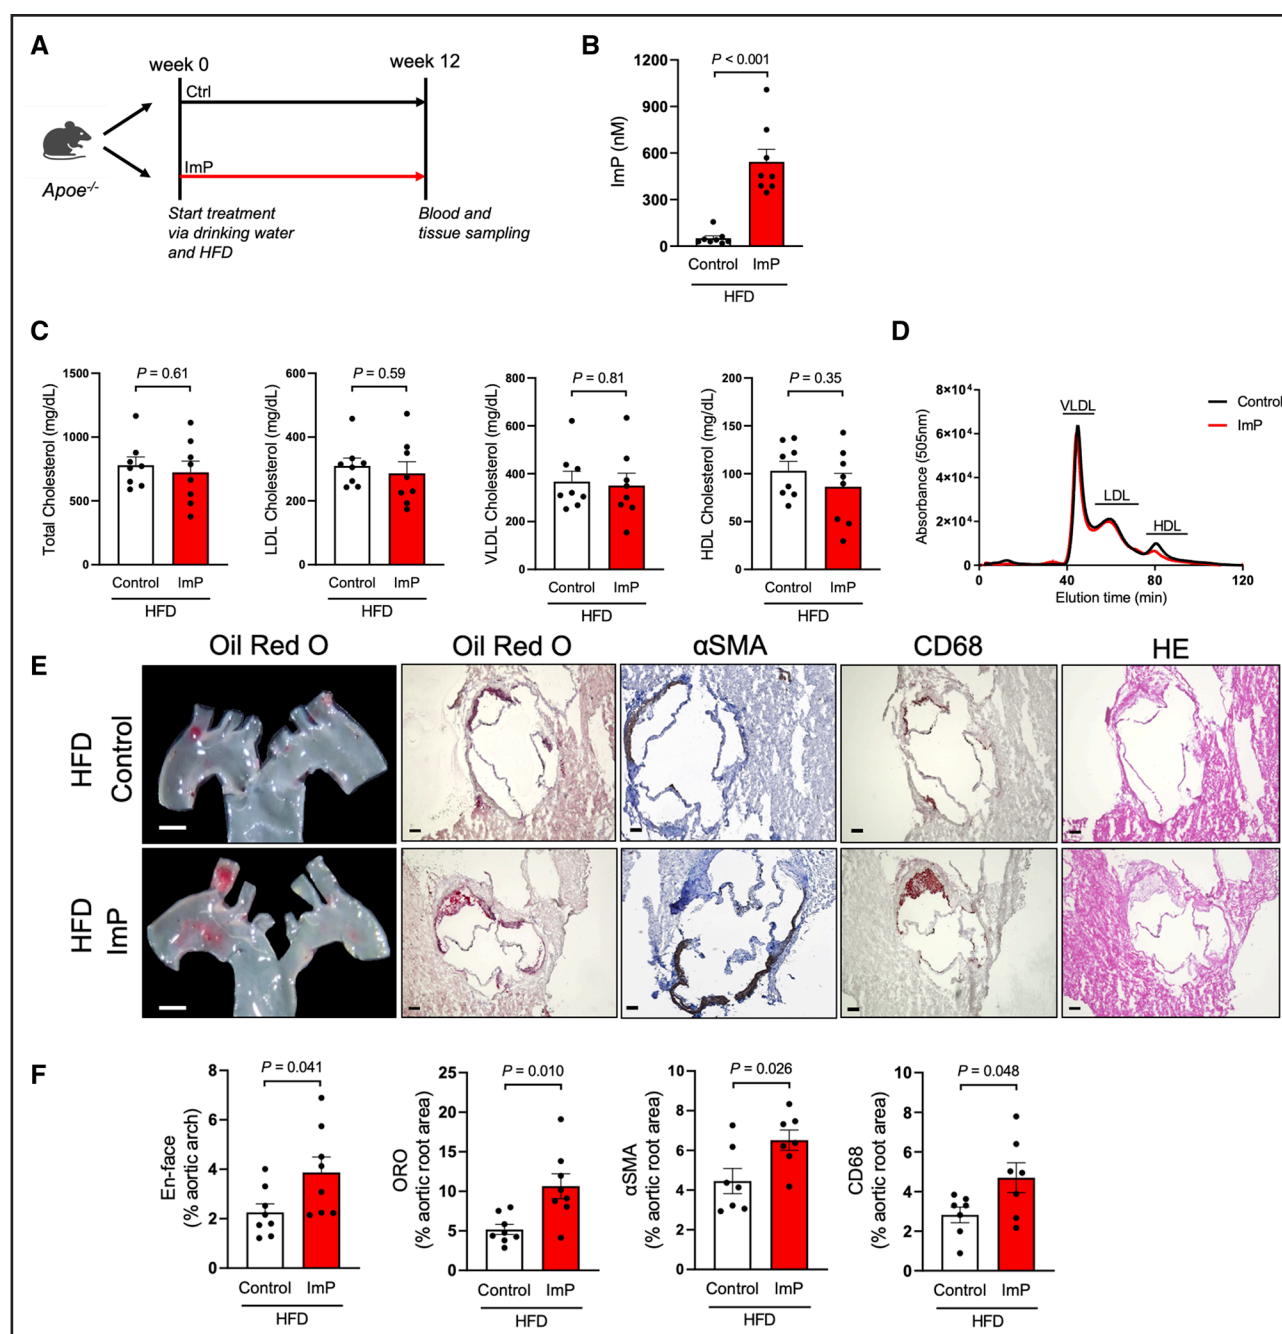 A
week 0
week 12
Ctrl
ImP
Apoe-/-
Start treatment
via drinking water
and HFD
Blood and
tissue sampling
B
P < 0.001
ImP (nM)
1200
900
600
300
0
Control ImP
HFD
C
P = 0.61
Total Cholesterol (mg/dL)
1500
1000
500
0
Control ImP
HFD
P = 0.59
LDL Cholesterol (mg/dL)
600
400
200
0
Control ImP
HFD
P = 0.81
VLDL Cholesterol (mg/dL)
800
600
400
200
0
Control ImP
HFD
P = 0.35
HDL Cholesterol (mg/dL)
200
150
100
50
0
Control ImP
HFD
D
Absorbance (505nm)
8×10⁴
6×10⁴
4×10⁴
2×10⁴
0
VLDL
LDL
HDL
Control
ImP
0 40 80 120
Elution time (min)
E
Oil Red O Oil Red O αSMA CD68 HE
HFD
Control
HFD
ImP
F
P = 0.041
En-face
(% aortic arch)
8
6
4
2
0
Control ImP
HFD
P = 0.010
ORO
(% aortic root area)
25
20
15
10
5
0
Control ImP
HFD
P = 0.026
αSMA
(% aortic root area)
10
8
6
4
2
0
Control ImP
HFD
P = 0.048
CD68
(% aortic root area)
10
8
6
4
2
0
Control ImP
HFD